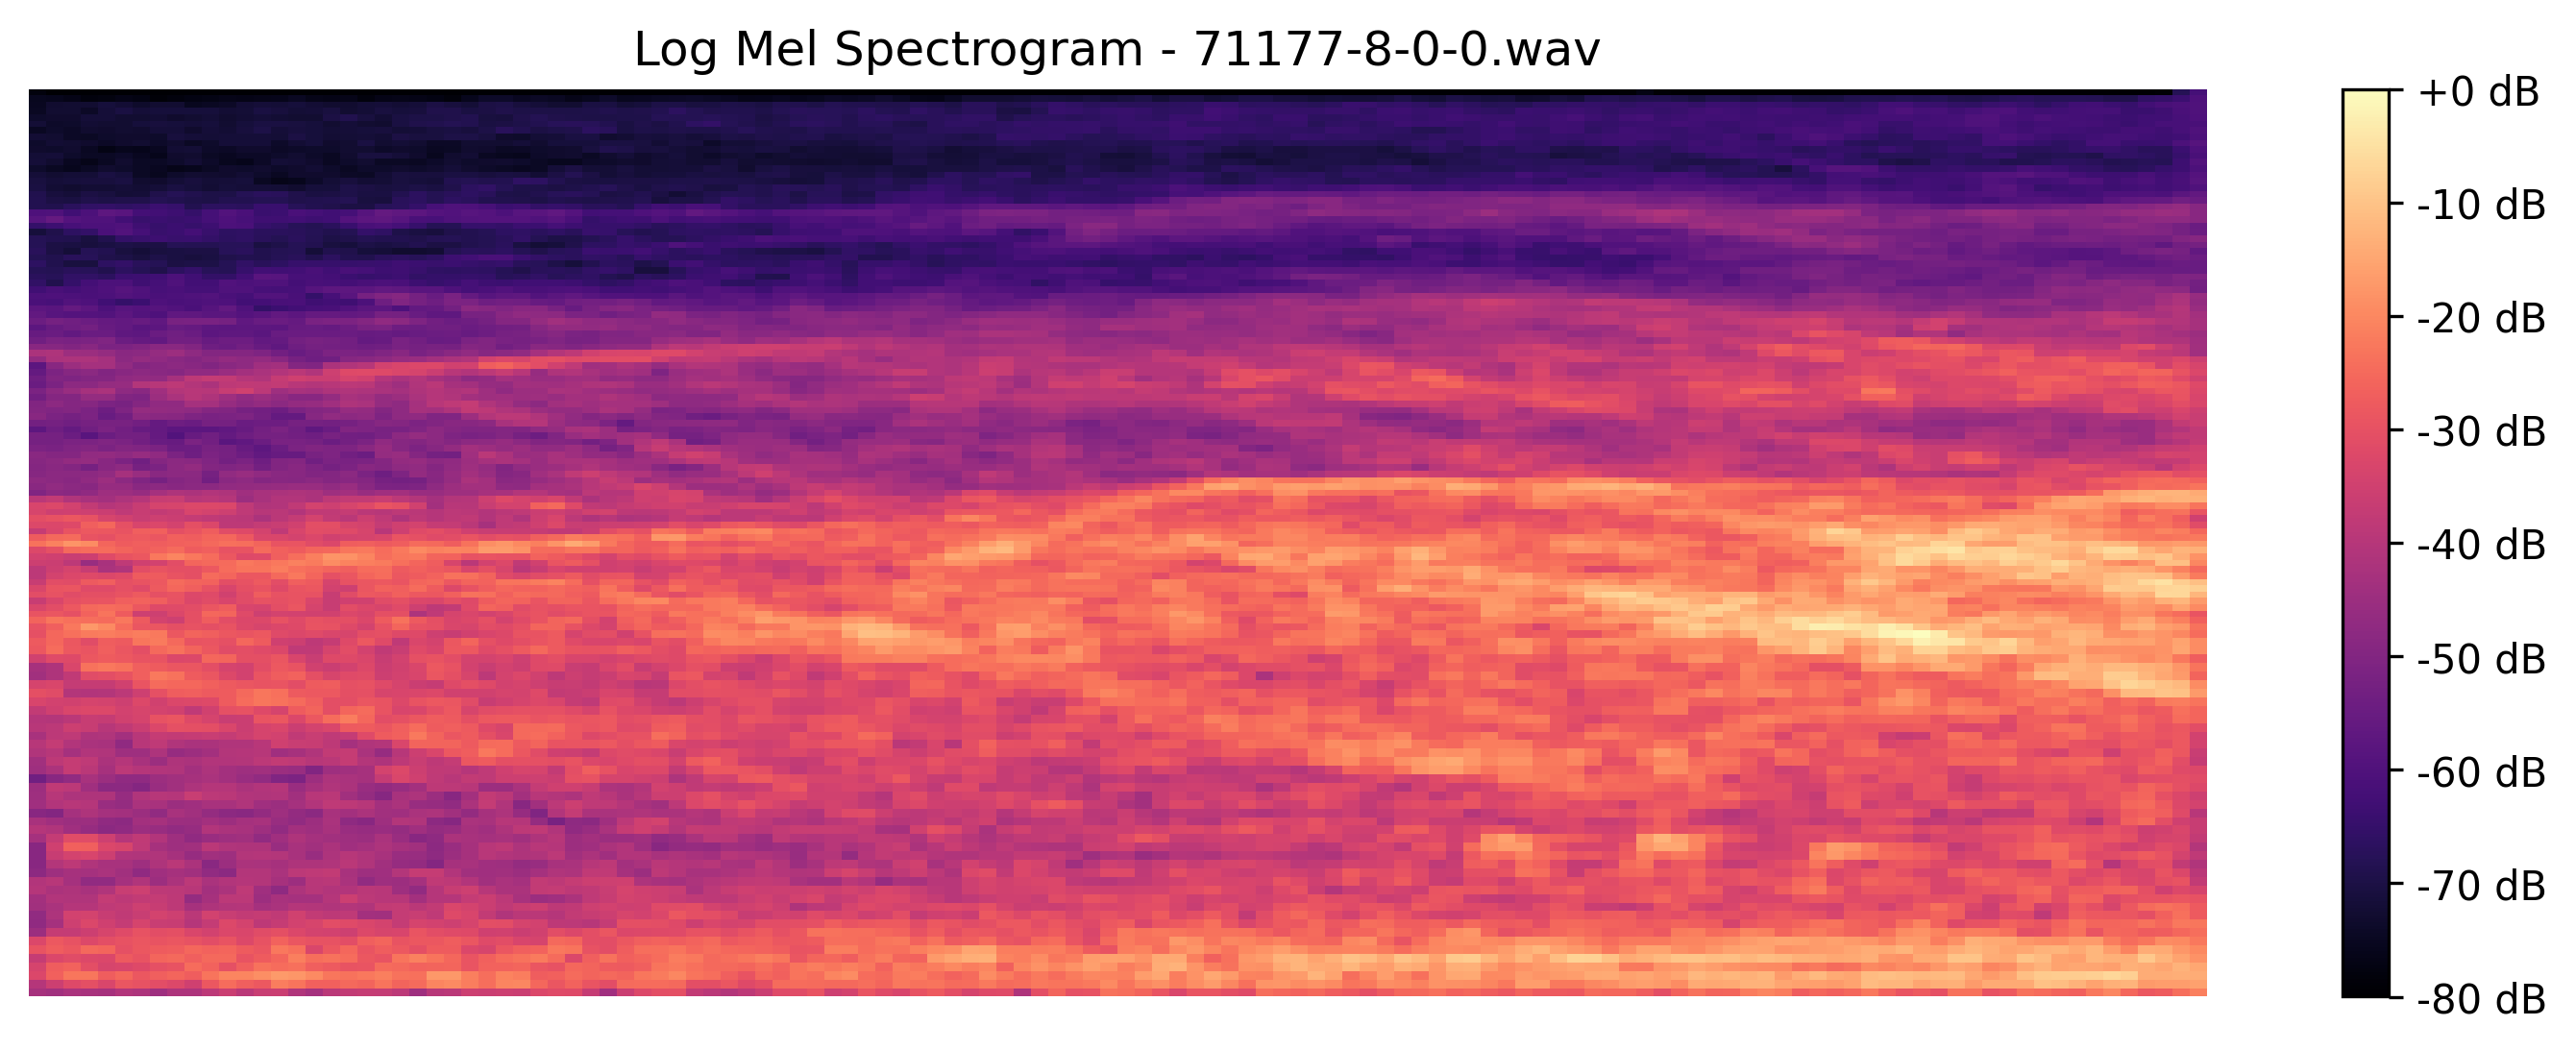 Log Mel Spectrogram - 71177-8-0-0.wav
+0 dB
-10 dB
-20 dB
-30 dB
-40 dB
-50 dB
-60 dB
-70 dB
-80 dB